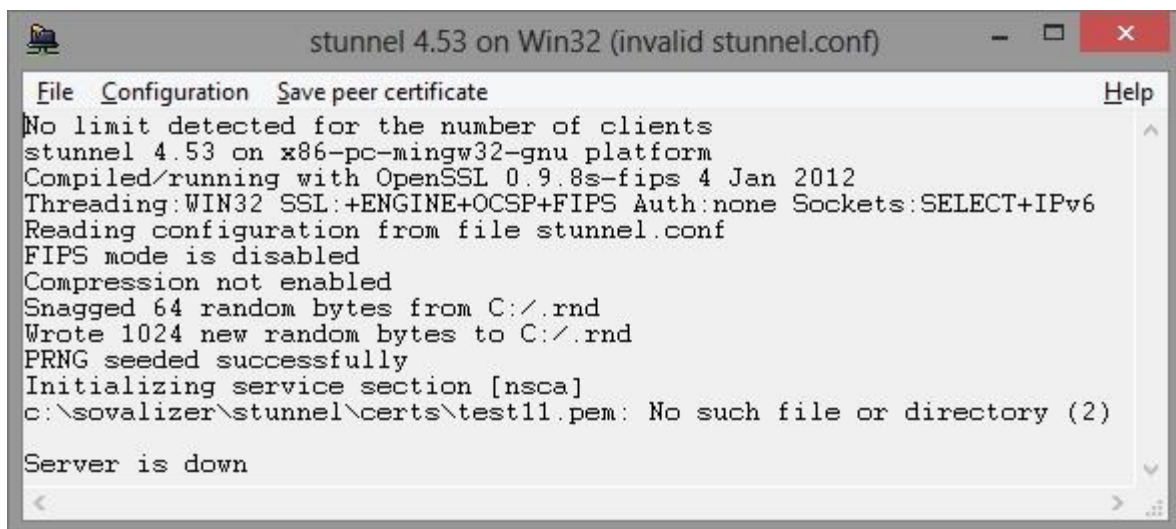 stunnel 4.53 on Win32 (invalid stunnel.conf)
File Configuration Save peer certificate Help
No limit detected for the number of clients
stunnel 4.53 on x86-pc-mingw32-gnu platform
Compiled/running with OpenSSL 0.9.8s-fips 4 Jan 2012
Threading:WIN32 SSL:+ENGINE+OCSP+FIPS Auth:none Sockets:SELECT+IPv6
Reading configuration from file stunnel.conf
FIPS mode is disabled
Compression not enabled
Snagged 64 random bytes from C:/.rnd
Wrote 1024 new random bytes to C:/.rnd
PRNG seeded successfully
Initializing service section [nsca]
c:\sovalizer\stunnel\certs\test11.pem: No such file or directory (2)
Server is down